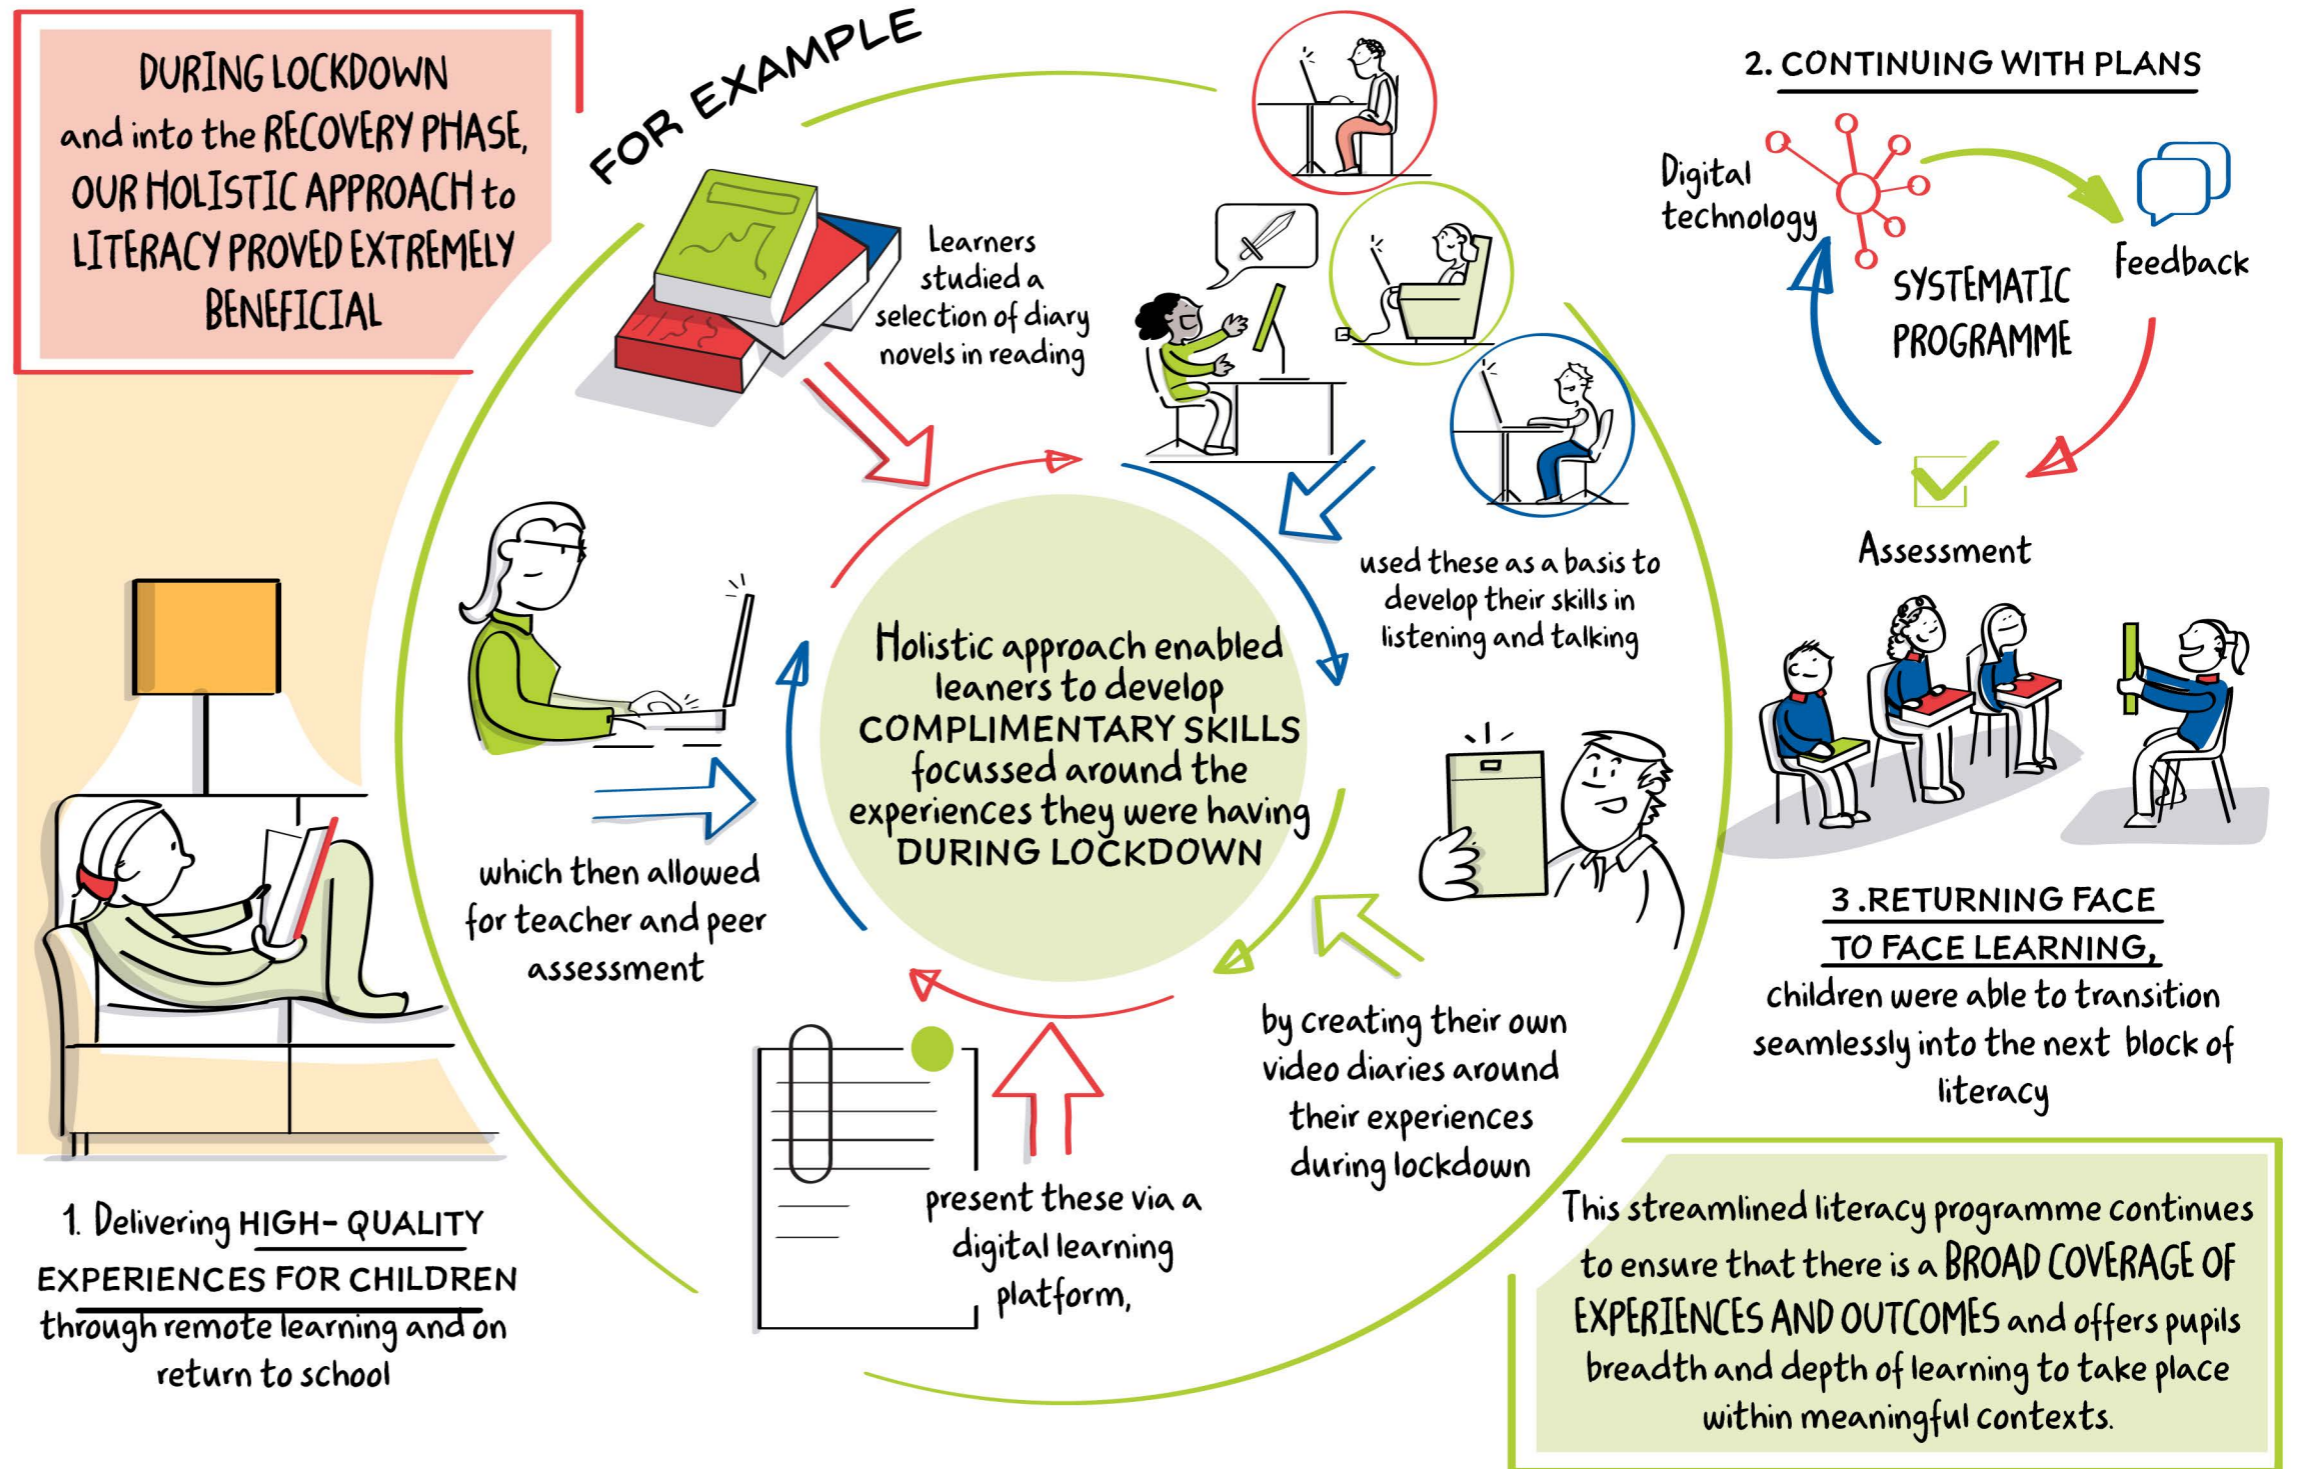 DURING LOCKDOWN
and into the RECOVERY PHASE,
OUR HOLISTIC APPROACH to
LITERACY PROVED EXTREMELY
BENEFICIAL
1. Delivering HIGH-QUALITY
EXPERIENCES FOR CHILDREN
through remote learning and on
return to school
FOR EXAMPLE
Learners
studied a
selection of diary
novels in reading
used these as a basis to
develop their skills in
listening and talking
by creating their own
video diaries around
their experiences
during lockdown
present these via a
digital learning
platform,
which then allowed
for teacher and peer
assessment
Holistic approach enabled
leaners to develop
COMPLIMENTARY SKILLS
focussed around the
experiences they were having
DURING LOCKDOWN
2. CONTINUING WITH PLANS
Digital
technology
Feedback
SYSTEMATIC
PROGRAMME
Assessment
3.RETURNING FACE
TO FACE LEARNING,
children were able to transition
seamlessly into the next block of
literacy
This streamlined literacy programme continues
to ensure that there is a BROAD COVERAGE OF
EXPERIENCES AND OUTCOMES and offers pupils
breadth and depth of learning to take place
within meaningful contexts.